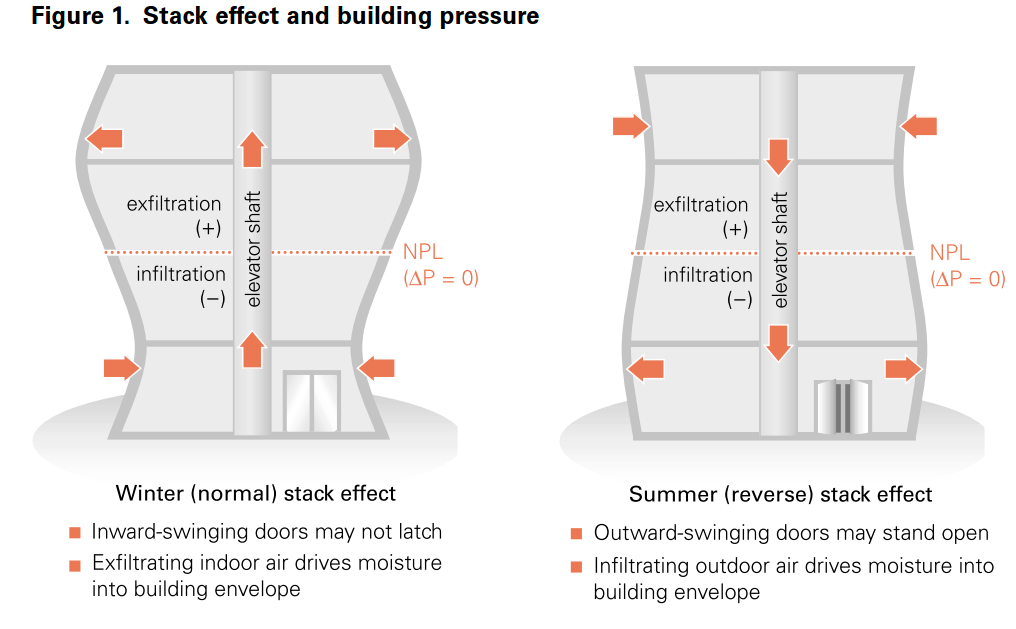 Figure 1. Stack effect and building pressure
exfiltration
(+)
infiltration
(–)
elevator shaft
NPL
(ΔP = 0)
exfiltration
(+)
infiltration
(–)
elevator shaft
NPL
(ΔP = 0)
Winter (normal) stack effect
Inward-swinging doors may not latch
Exfiltrating indoor air drives moisture
into building envelope
Summer (reverse) stack effect
Outward-swinging doors may stand open
Infiltrating outdoor air drives moisture into
building envelope